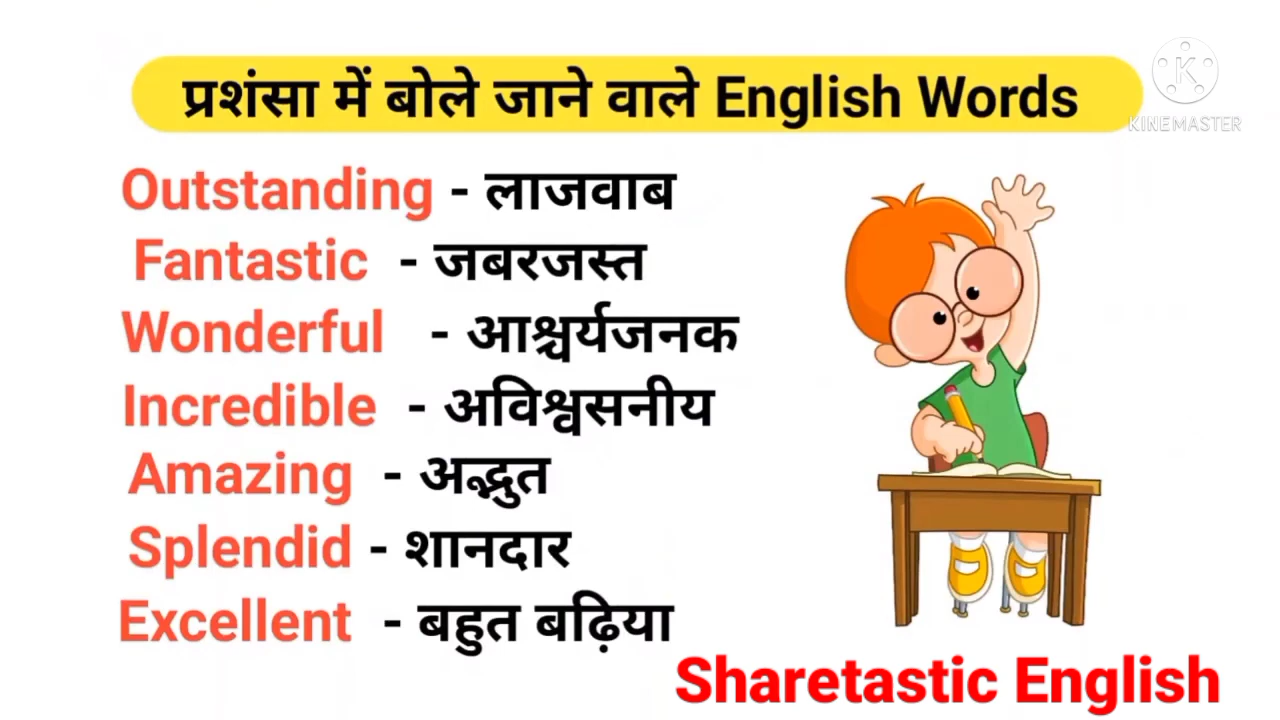 प्रशंसा में बोले जाने वाले English Words
K
KINEMASTER
Outstanding - लाजवाब
Fantastic - जबरजस्त
Wonderful - आश्चर्यजनक
Incredible - अविश्वसनीय
Amazing - अद्भुत
Splendid - शानदार
Excellent - बहुत बढ़िया
Sharetastic English